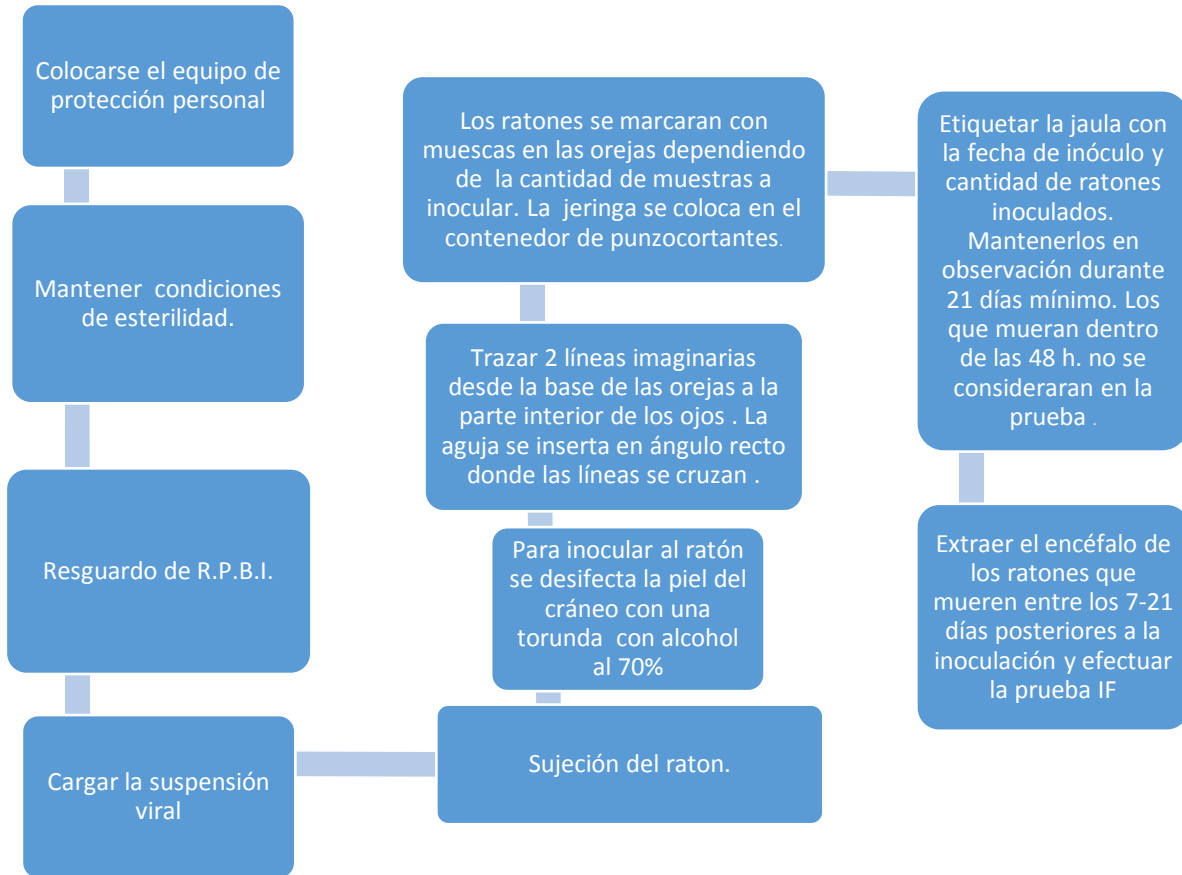 Colocarse el equipo de
protección personal
Mantener condiciones
de esterilidad.
Resguardo de R.P.B.I.
Cargar la suspensión
viral
Sujeción del raton.
Para inocular al ratón
se desifecta la piel del
cráneo con una
torunda con alcohol
al 70%
Trazar 2 líneas imaginarias
desde la base de las orejas a la
parte interior de los ojos . La
aguja se inserta en ángulo recto
donde las líneas se cruzan .
Los ratones se marcaran con
muescas en las orejas dependiendo
de la cantidad de muestras a
inocular. La jeringa se coloca en el
contenedor de punzocortantes.
Etiquetar la jaula con
la fecha de inóculo y
cantidad de ratones
inoculados.
Mantenerlos en
observación durante
21 días mínimo. Los
que mueran dentro
de las 48 h. no se
consideraran en la
prueba .
Extraer el encéfalo de
los ratones que
mueren entre los 7-21
días posteriores a la
inoculación y efectuar
la prueba IF